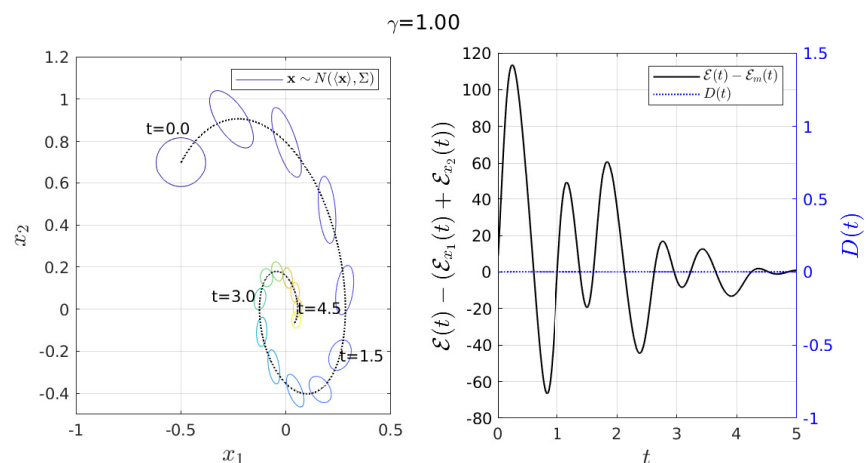 γ=1.00
1.2
1
0.8
0.6
0.4
0.2
0
-0.2
-0.4
-1
-0.5
0
0.5
x₁
x₂
x ∼ N(⟨x⟩, Σ)
t=0.0
t=3.0
t=4.5
t=1.5
120
100
80
60
40
20
0
-20
-40
-60
-80
0
1
2
3
4
5
t
ℰ(t) − (ℰₓ₁(t) + ℰₓ₂(t))
ℰ(t) − ℰₘ(t)
D(t)
1.5
1
0.5
0
-0.5
-1
D(t)